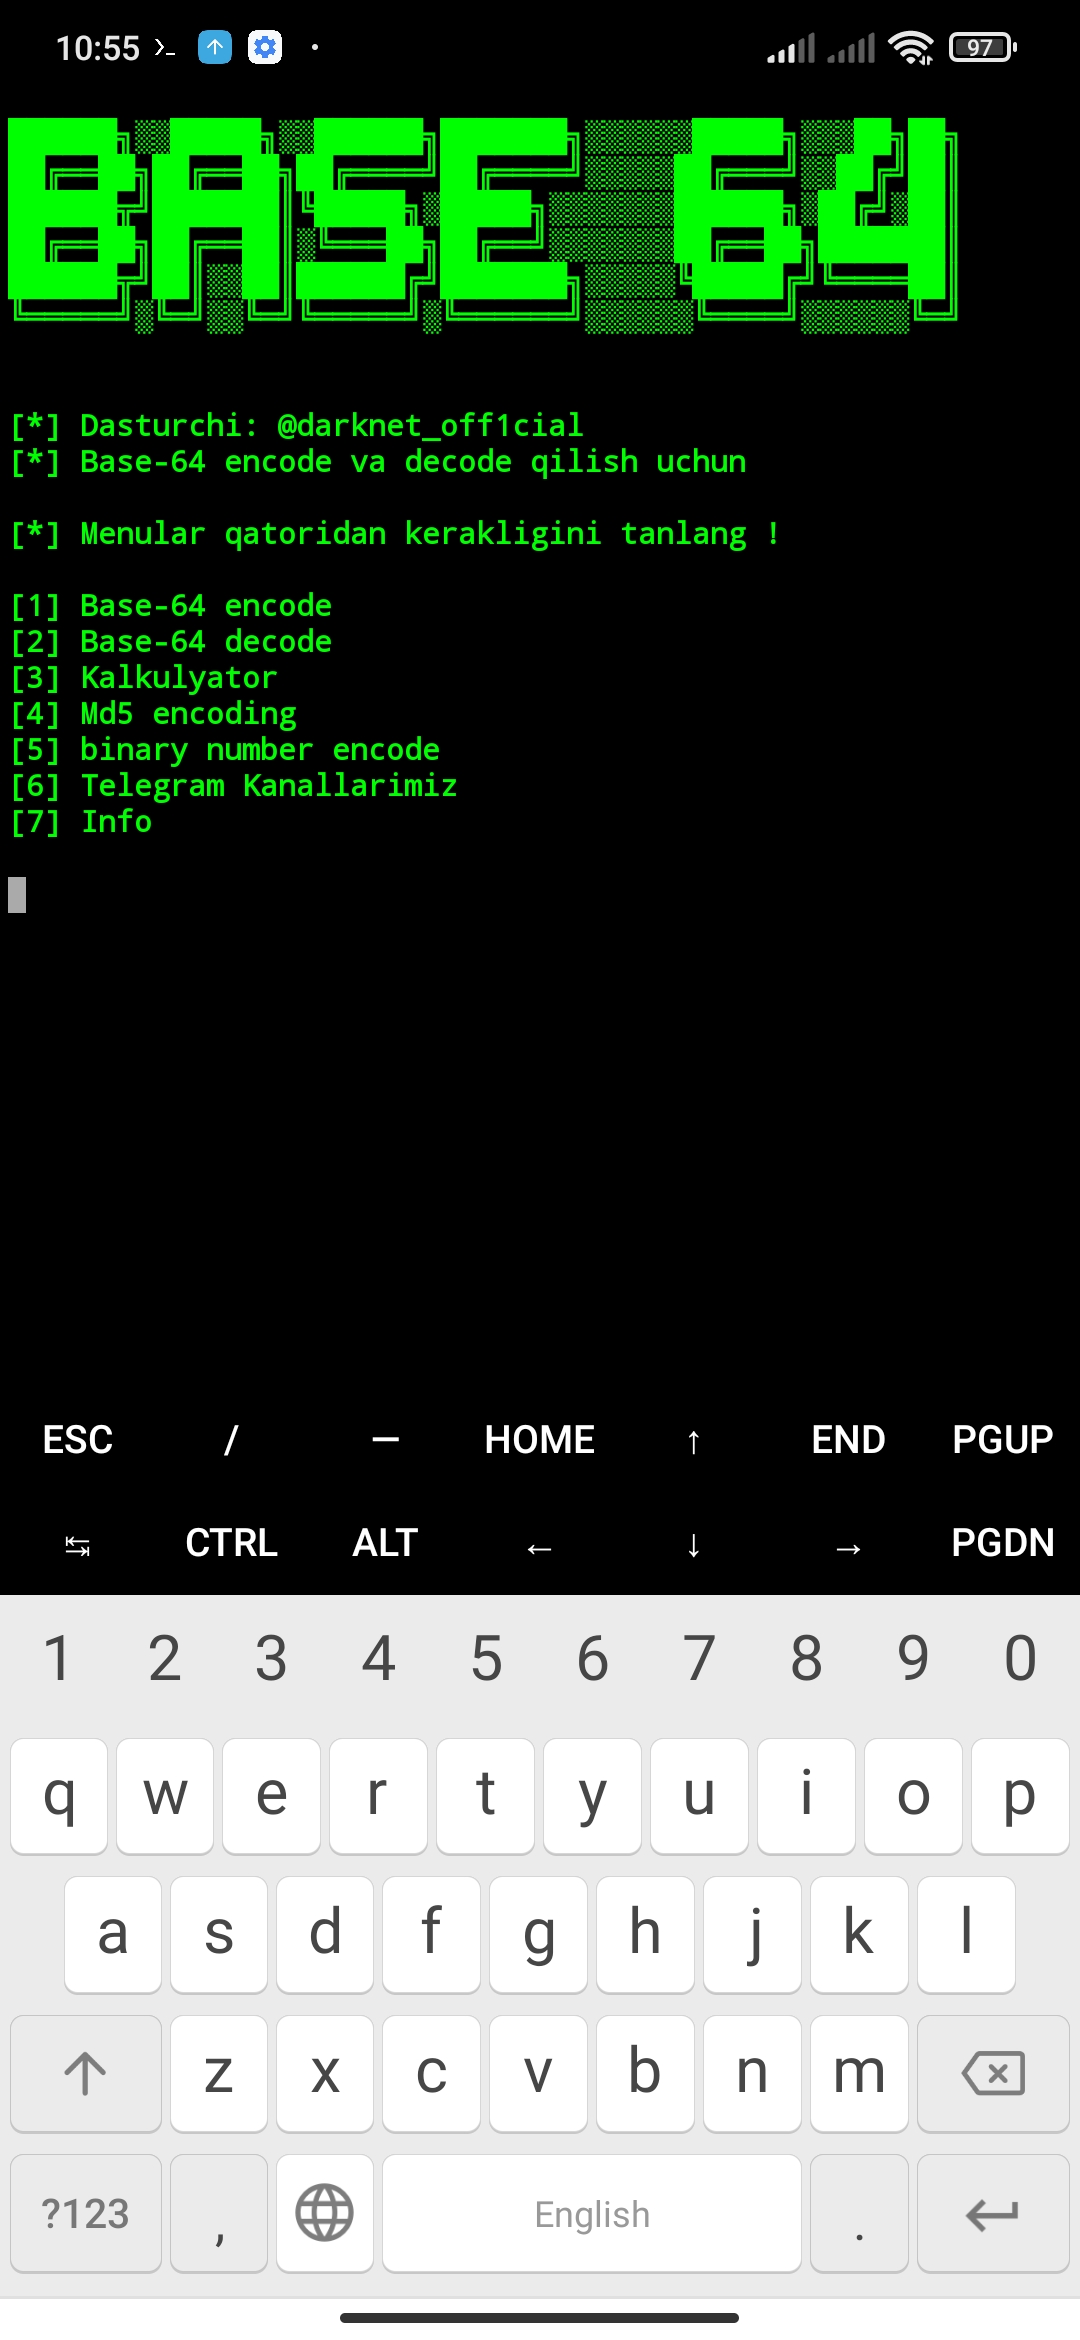 10:55
97
BASE 64
[*] Dasturchi: @darknet_off1cial
[*] Base-64 encode va decode qilish uchun
[*] Menular qatoridan kerakligini tanlang !
[1] Base-64 encode
[2] Base-64 decode
[3] Kalkulyator
[4] Md5 encoding
[5] binary number encode
[6] Telegram Kanallarimiz
[7] Info
ESC / — HOME ↑ END PGUP
↹ CTRL ALT ← ↓ → PGDN
1 2 3 4 5 6 7 8 9 0
q w e r t y u i o p
a s d f g h j k l
z x c v b n m
?123 , English .